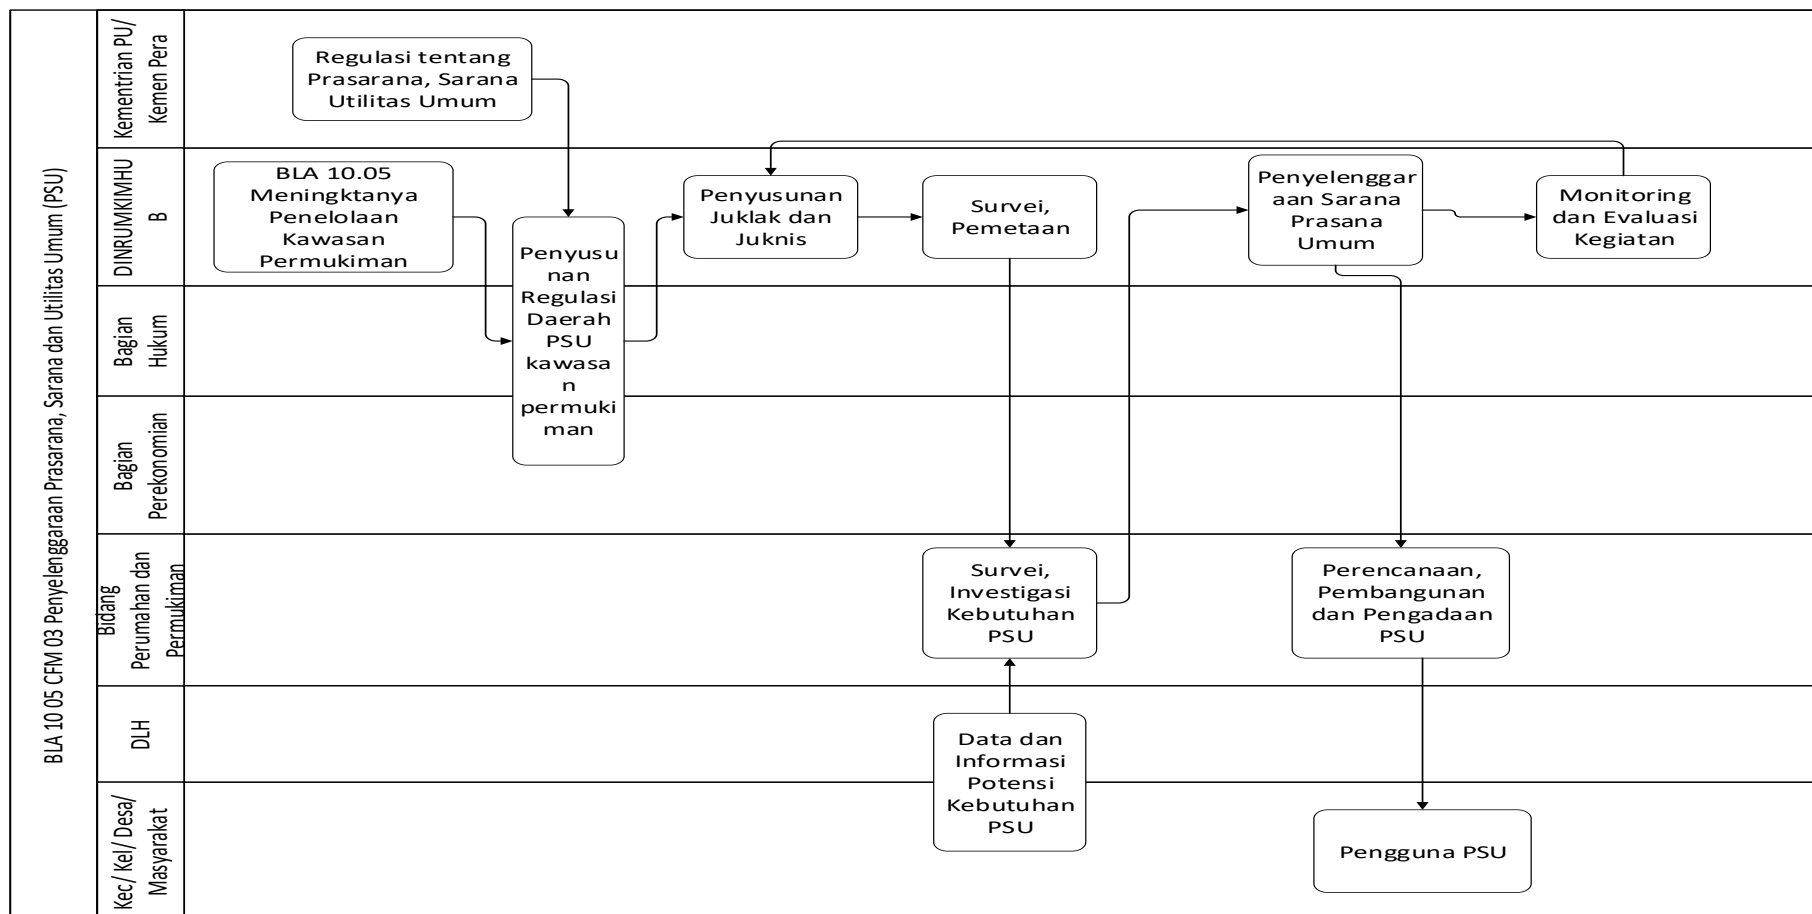 BLA 10 05 CFM 03 Penyelenggaraan Prasarana, Sarana dan Utilitas Umum (PSU)
Kementrian PU/
Kemen Pera
Regulasi tentang
Prasarana, Sarana
Utilitas Umum
DINRUMKIMHU
B
BLA 10.05
Meningktanya
Penelolaan
Kawasan
Permukiman
Penyusu
nan
Regulasi
Daerah
PSU
kawasa
n
permuki
man
Penyusunan
Juklak dan
Juknis
Survei,
Pemetaan
Penyelenggar
aan Sarana
Prasana
Umum
Monitoring
dan Evaluasi
Kegiatan
Bagian
Hukum
Bagian
Perekonomian
Bidang
Perumahan dan
Permukiman
Survei,
Investigasi
Kebutuhan
PSU
Perencanaan,
Pembangunan
dan Pengadaan
PSU
DLH
Data dan
Informasi
Potensi
Kebutuhan
PSU
Kec/ Kel/ Desa/
Masyarakat
Pengguna PSU